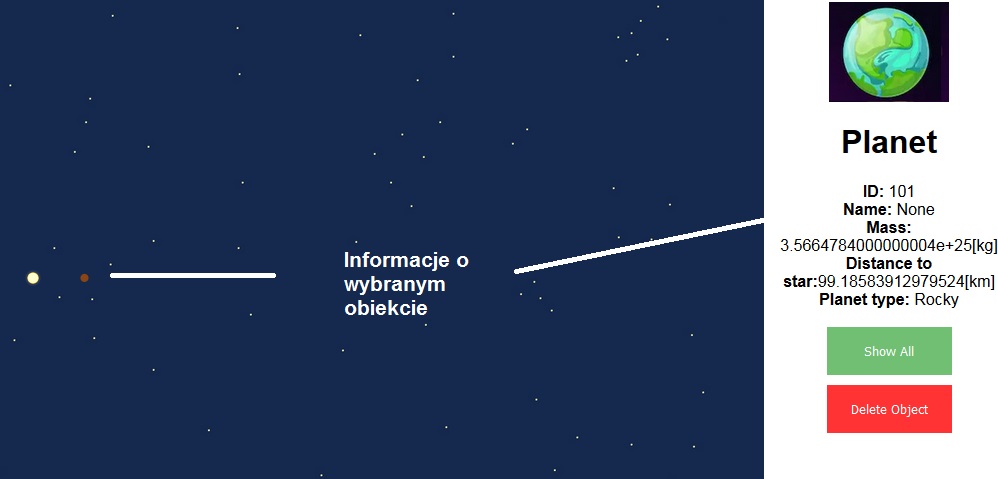 Informacje o
wybranym
obiekcie
Planet
ID: 101
Name: None
Mass:
3.5664784000000004e+25[kg]
Distance to
star:99.18583912979524[km]
Planet type: Rocky
Show All
Delete Object